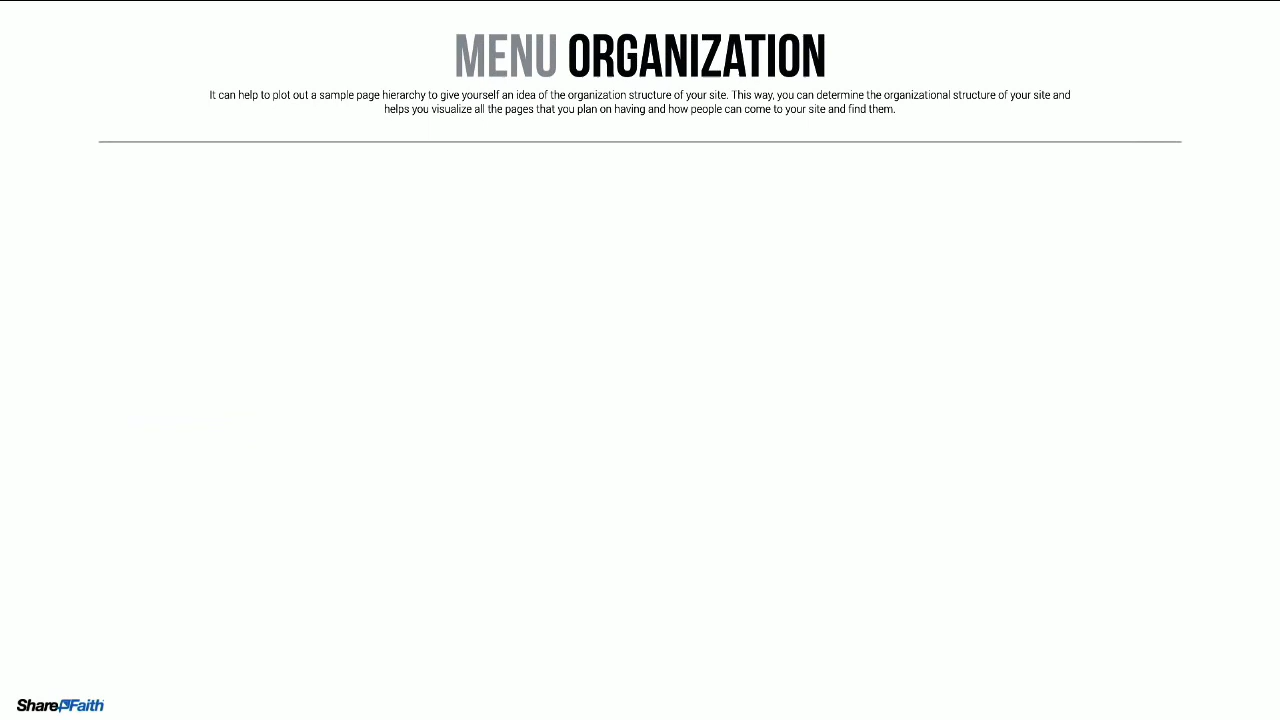 MENU ORGANIZATION
It can help to plot out a sample page hierarchy to give yourself an idea of the organization structure of your site. This way, you can determine the organizational structure of your site and
helps you visualize all the pages that you plan on having and how people can come to your site and find them.
ShareFaith